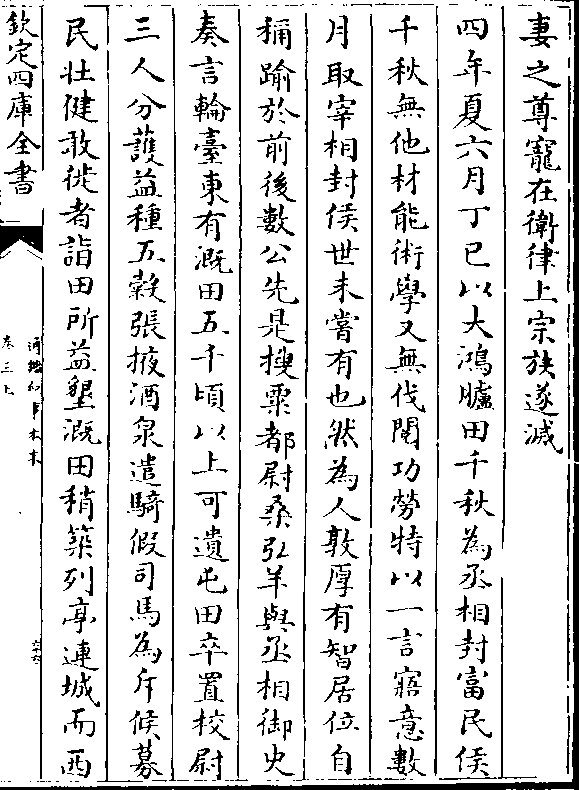 妻之尊寵在衛律上宗族遂滅
四年夏六月丁巳以大鴻臚田千秋為丞相封富民侯
千秋無他材能術學又無伐閱功勞特以一言寤意數
月取宰相封侯世未嘗有也然為人敦厚有智居位自
稱踰於前後數公先是搜粟都尉桑弘羊與丞相御史
奏言輪臺東有溉田五千頃以上可遣屯田卒置校尉
三人分護益種五穀張掖酒泉遣騎假司馬為斥候募
民壯健敢徙者詣田所益墾溉田稍築列亭連城而西
欽定四庫全書
通鑑紀事本末
卷三上